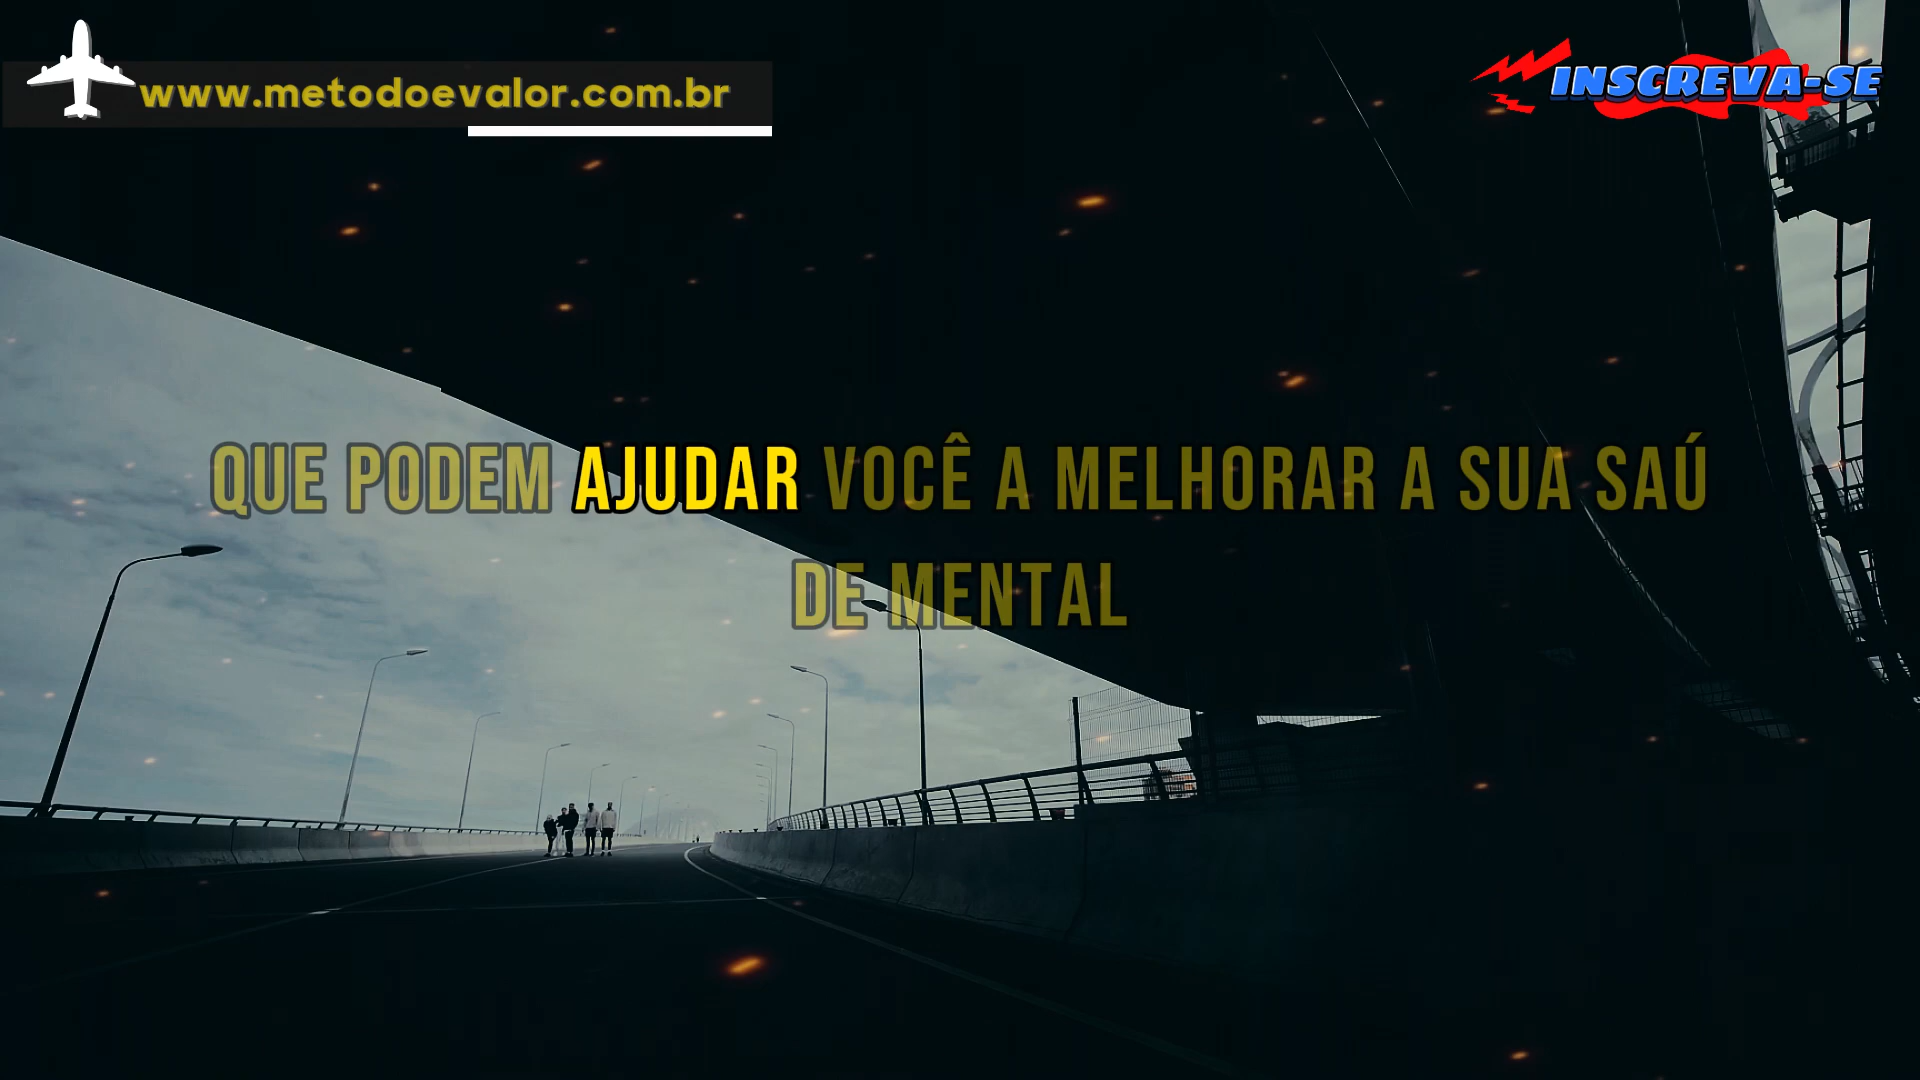 www.metodoevalor.com.br
INSCREVA-SE
QUE PODEM AJUDAR VOCÊ A MELHORAR A SUA SAÚ
DE MENTAL